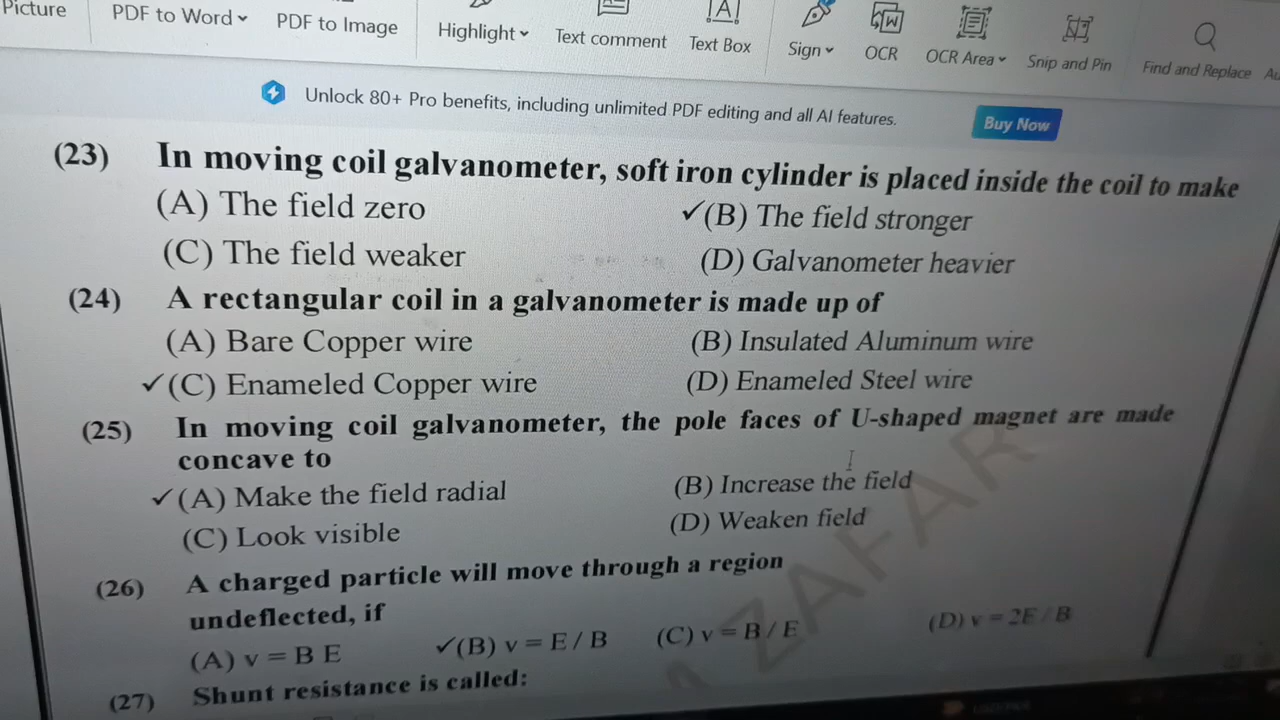 Picture
PDF to Word
PDF to Image
Highlight
Text comment
Text Box
Sign
OCR
OCR Area
Snip and Pin
Find and Replace
Unlock 80+ Pro benefits, including unlimited PDF editing and all AI features.
Buy Now
(23) In moving coil galvanometer, soft iron cylinder is placed inside the coil to make
(A) The field zero ✓(B) The field stronger
(C) The field weaker (D) Galvanometer heavier
(24) A rectangular coil in a galvanometer is made up of
(A) Bare Copper wire (B) Insulated Aluminum wire
✓(C) Enameled Copper wire (D) Enameled Steel wire
(25) In moving coil galvanometer, the pole faces of U-shaped magnet are made
concave to
✓(A) Make the field radial (B) Increase the field
(C) Look visible (D) Weaken field
(26) A charged particle will move through a region
undeflected, if
(A) v = B E ✓(B) v = E / B (C) v = B / E (D) v = 2E / B
(27) Shunt resistance is called:
ZAFAR